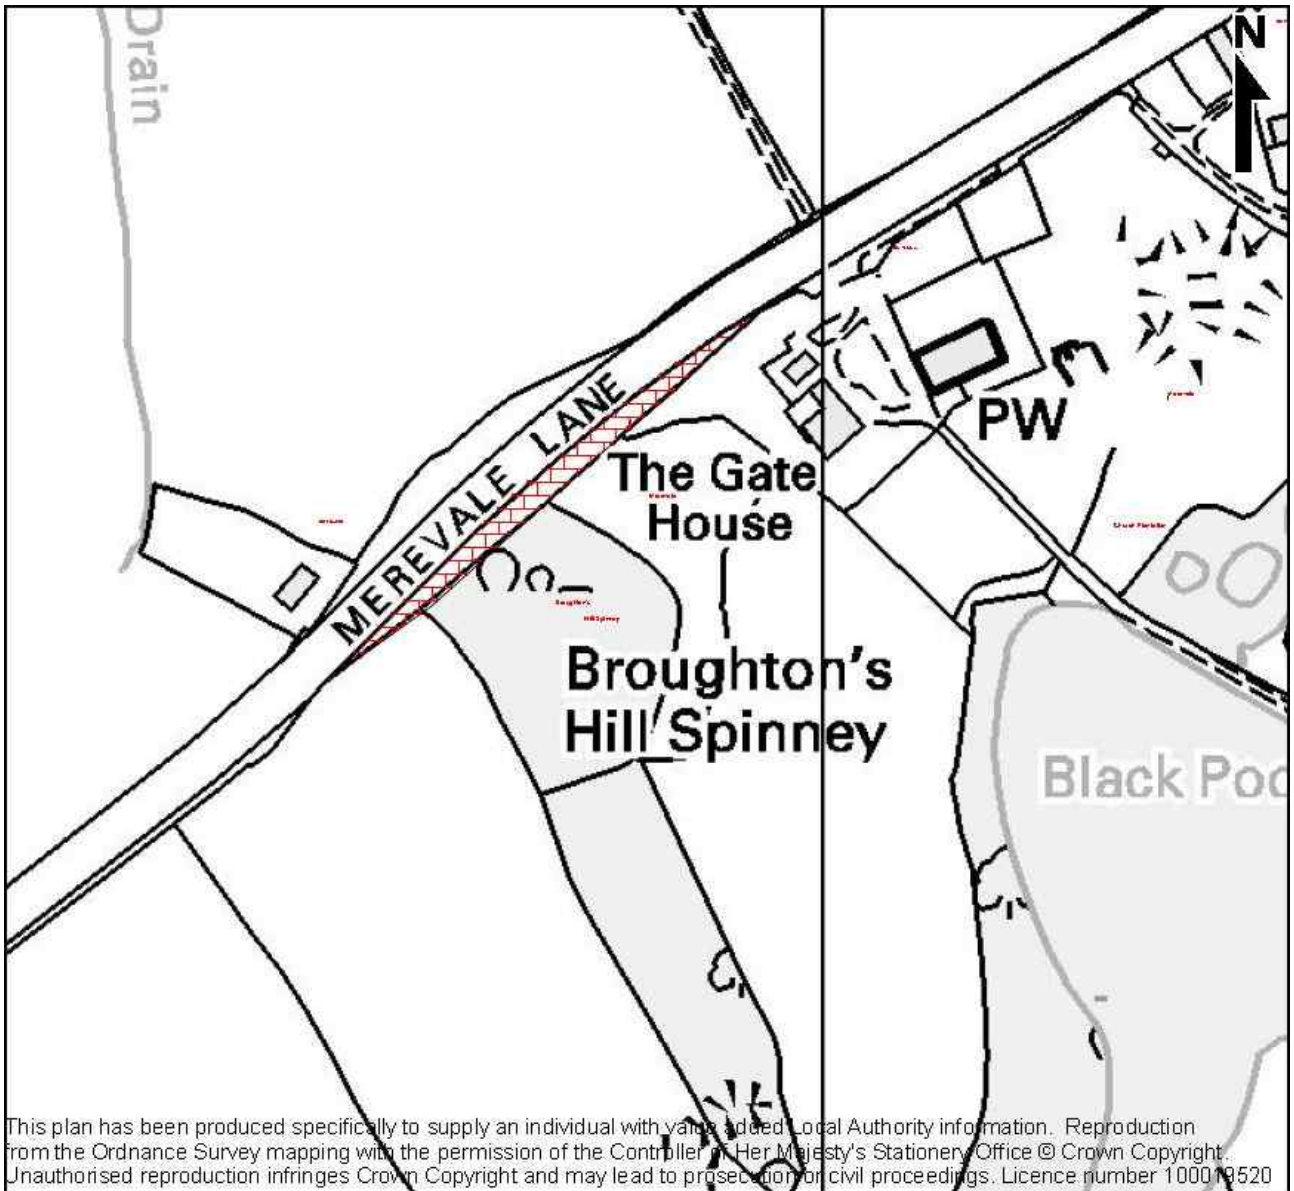 Drain
N
MEREVALE LANE
PW
The Gate
House
Broughton's
Hill Spinney
Black Poo
This plan has been produced specifically to supply an individual with value added Local Authority information. Reproduction
from the Ordnance Survey mapping with the permission of the Controller of Her Majesty's Stationery Office © Crown Copyright.
Unauthorised reproduction infringes Crown Copyright and may lead to prosecution or civil proceedings. Licence number 100019520